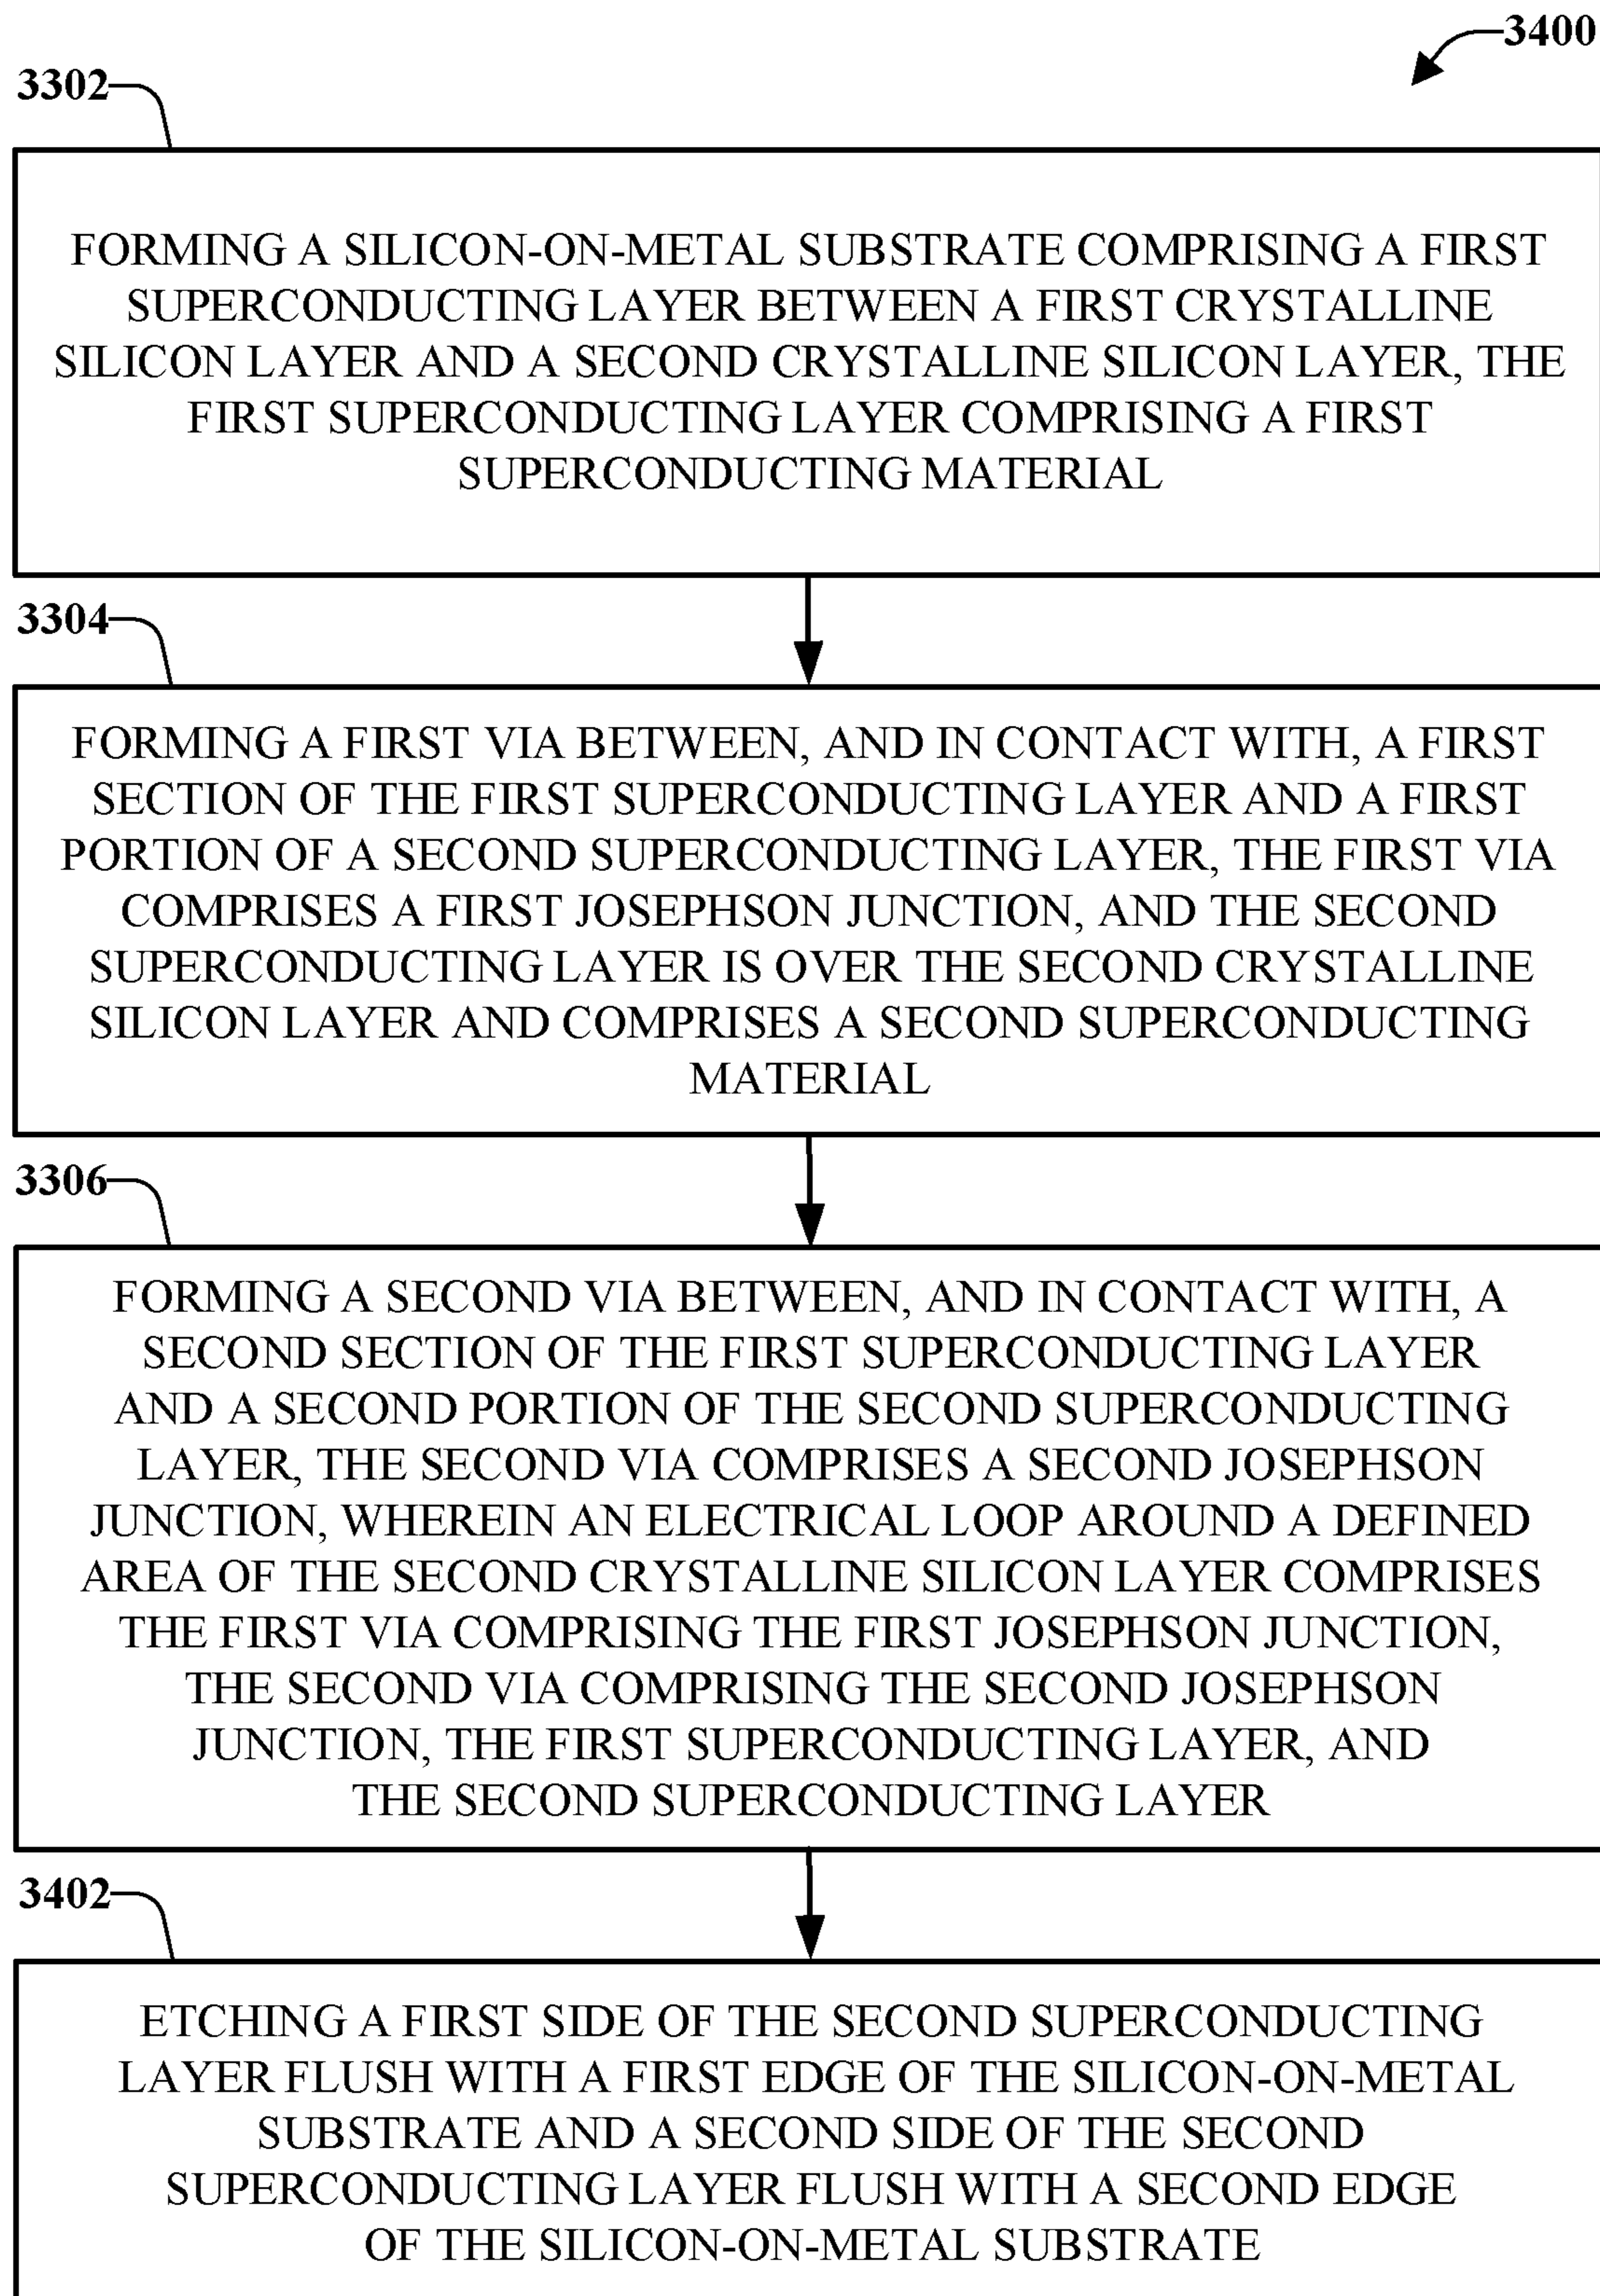 3400
3302
FORMING A SILICON-ON-METAL SUBSTRATE COMPRISING A FIRST
SUPERCONDUCTING LAYER BETWEEN A FIRST CRYSTALLINE
SILICON LAYER AND A SECOND CRYSTALLINE SILICON LAYER, THE
FIRST SUPERCONDUCTING LAYER COMPRISING A FIRST
SUPERCONDUCTING MATERIAL
3304
FORMING A FIRST VIA BETWEEN, AND IN CONTACT WITH, A FIRST
SECTION OF THE FIRST SUPERCONDUCTING LAYER AND A FIRST
PORTION OF A SECOND SUPERCONDUCTING LAYER, THE FIRST VIA
COMPRISES A FIRST JOSEPHSON JUNCTION, AND THE SECOND
SUPERCONDUCTING LAYER IS OVER THE SECOND CRYSTALLINE
SILICON LAYER AND COMPRISES A SECOND SUPERCONDUCTING
MATERIAL
3306
FORMING A SECOND VIA BETWEEN, AND IN CONTACT WITH, A
SECOND SECTION OF THE FIRST SUPERCONDUCTING LAYER
AND A SECOND PORTION OF THE SECOND SUPERCONDUCTING
LAYER, THE SECOND VIA COMPRISES A SECOND JOSEPHSON
JUNCTION, WHEREIN AN ELECTRICAL LOOP AROUND A DEFINED
AREA OF THE SECOND CRYSTALLINE SILICON LAYER COMPRISES
THE FIRST VIA COMPRISING THE FIRST JOSEPHSON JUNCTION,
THE SECOND VIA COMPRISING THE SECOND JOSEPHSON
JUNCTION, THE FIRST SUPERCONDUCTING LAYER, AND
THE SECOND SUPERCONDUCTING LAYER
3402
ETCHING A FIRST SIDE OF THE SECOND SUPERCONDUCTING
LAYER FLUSH WITH A FIRST EDGE OF THE SILICON-ON-METAL
SUBSTRATE AND A SECOND SIDE OF THE SECOND
SUPERCONDUCTING LAYER FLUSH WITH A SECOND EDGE
OF THE SILICON-ON-METAL SUBSTRATE